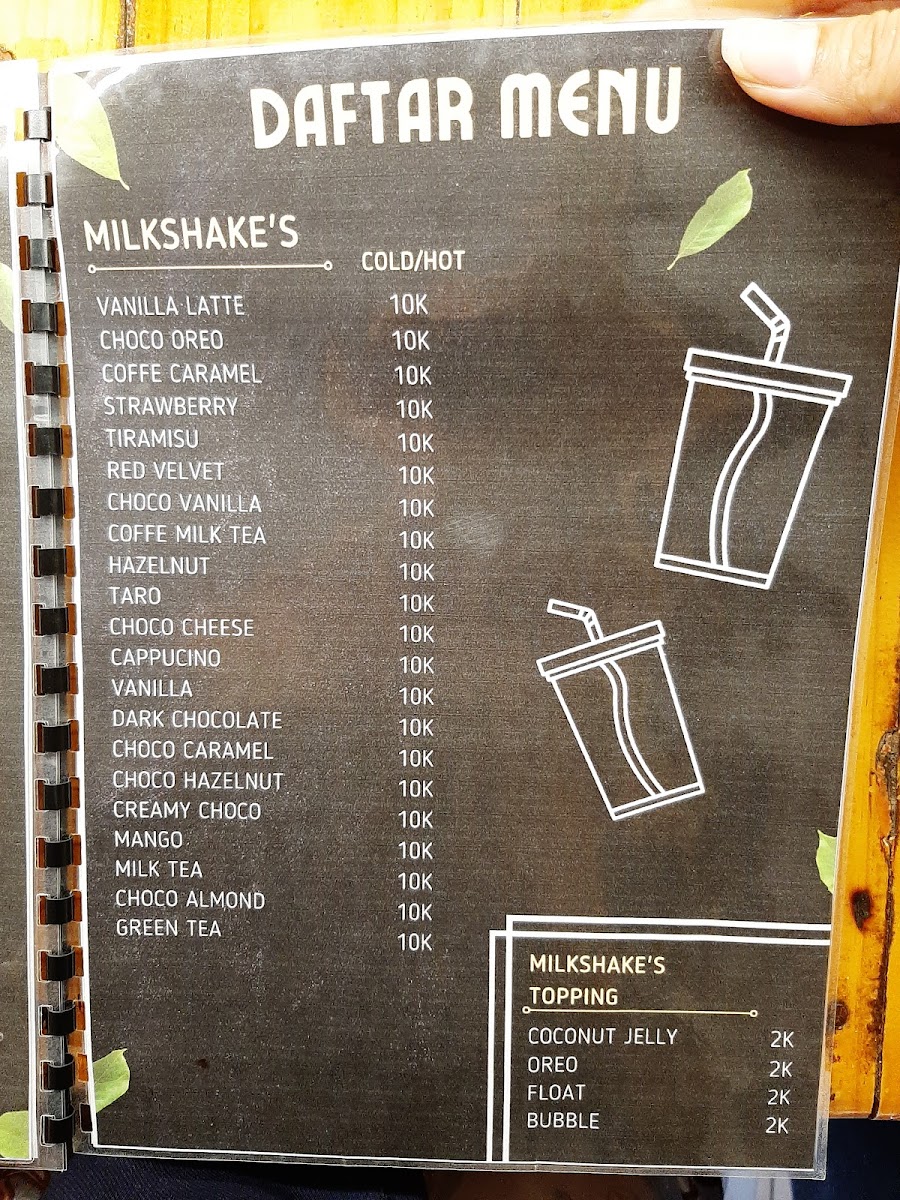 DAFTAR MENU
MILKSHAKE'S
COLD/HOT
VANILLA LATTE 10K
CHOCO OREO 10K
COFFE CARAMEL 10K
STRAWBERRY 10K
TIRAMISU 10K
RED VELVET 10K
CHOCO VANILLA 10K
COFFE MILK TEA 10K
HAZELNUT 10K
TARO 10K
CHOCO CHEESE 10K
CAPPUCINO 10K
VANILLA 10K
DARK CHOCOLATE 10K
CHOCO CARAMEL 10K
CHOCO HAZELNUT 10K
CREAMY CHOCO 10K
MANGO 10K
MILK TEA 10K
CHOCO ALMOND 10K
GREEN TEA 10K
MILKSHAKE'S
TOPPING
COCONUT JELLY 2K
OREO 2K
FLOAT 2K
BUBBLE 2K